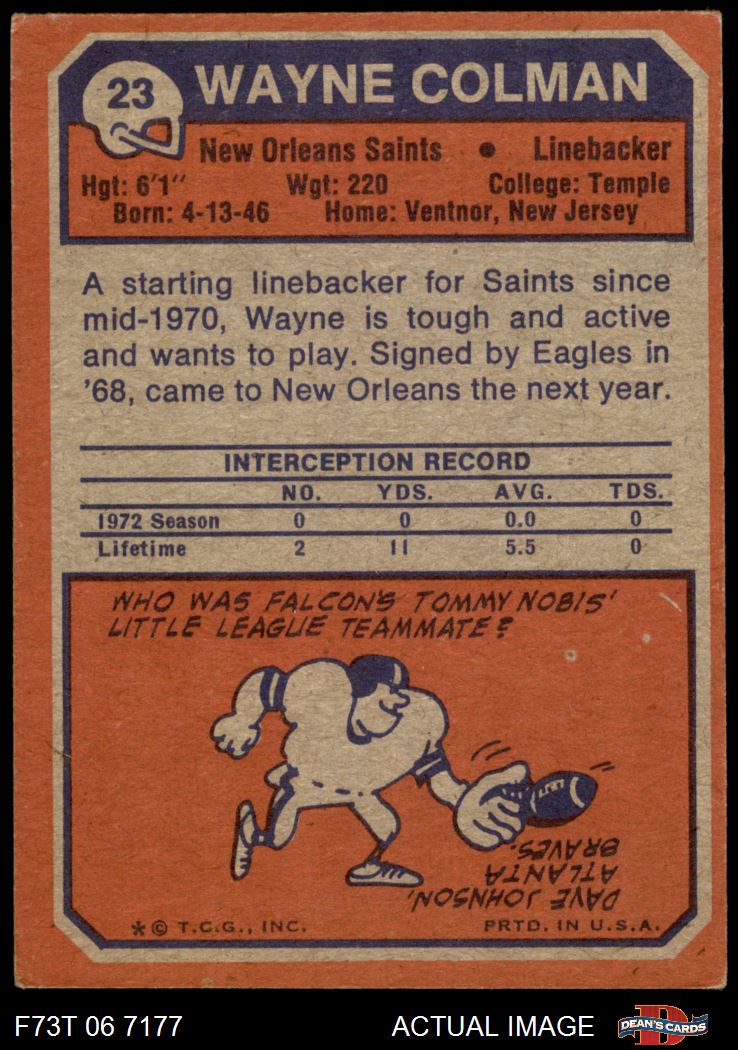 23
WAYNE COLMAN
New Orleans Saints • Linebacker
Hgt: 6'1" Wgt: 220 College: Temple
Born: 4-13-46 Home: Ventnor, New Jersey
A starting linebacker for Saints since
mid-1970, Wayne is tough and active
and wants to play. Signed by Eagles in
'68, came to New Orleans the next year.
INTERCEPTION RECORD
NO. YDS. AVG. TDS.
1972 Season 0 0 0.0 0
Lifetime 2 11 5.5 0
WHO WAS FALCON'S TOMMY NOBIS'
LITTLE LEAGUE TEAMMATE?
DAVE JOHNSON,
ATLANTA
BRAVES.
* © T.C.G., INC. PRTD. IN U.S.A.
F73T 06 7177 ACTUAL IMAGE
D
DEAN'S CARDS